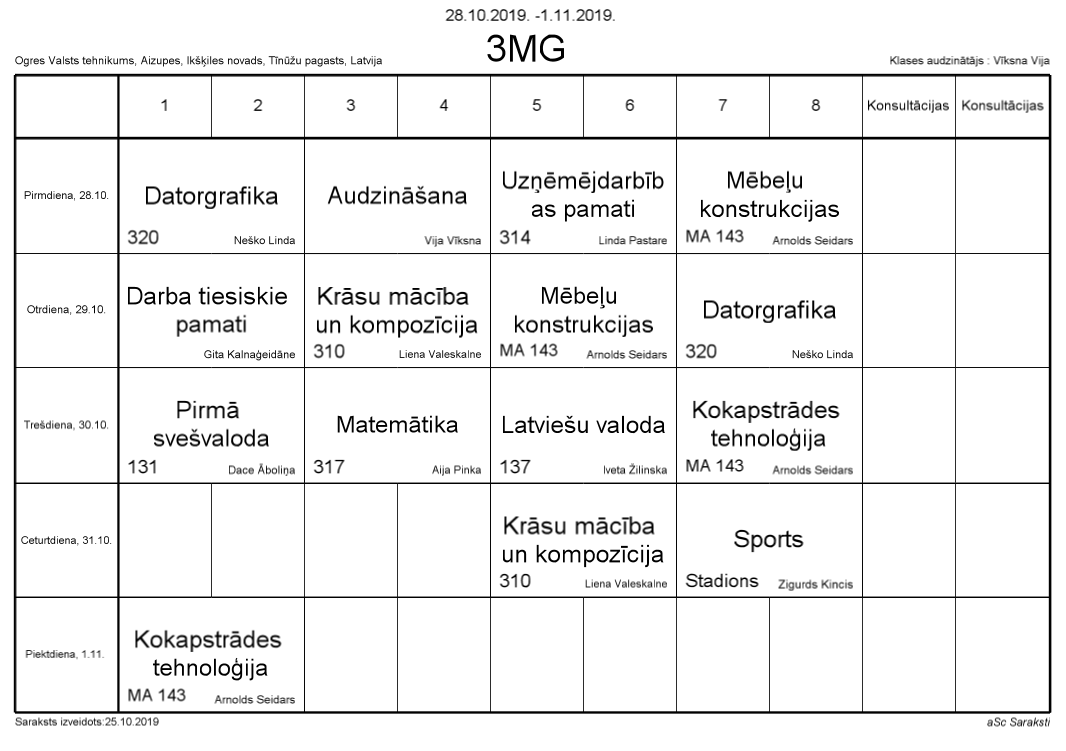 28.10.2019. -1.11.2019.
3MG
Ogres Valsts tehnikums, Aizupes, Ikšķiles novads, Tīnūžu pagasts, Latvija
Klases audzinātājs : Vīksna Vija
1 2 3 4 5 6 7 8 Konsultācijas Konsultācijas
Pirmdiena, 28.10.
Datorgrafika
320 Neško Linda
Audzināšana
Vija Vīksna
Uzņēmējdarbīb
as pamati
314 Linda Pastare
Mēbeļu
konstrukcijas
MA 143 Arnolds Seidars
Otrdiena, 29.10.
Darba tiesiskie
pamati
Gita Kalnaģeidāne
Krāsu mācība
un kompozīcija
310 Liena Valeskalne
Mēbeļu
konstrukcijas
MA 143 Arnolds Seidars
Datorgrafika
320 Neško Linda
Trešdiena, 30.10.
Pirmā
svešvaloda
131 Dace Āboliņa
Matemātika
317 Aija Pinka
Latviešu valoda
137 Iveta Žilinska
Kokapstrādes
tehnoloģija
MA 143 Arnolds Seidars
Ceturtdiena, 31.10.
Krāsu mācība
un kompozīcija
310 Liena Valeskalne
Sports
Stadions Zigurds Kincis
Piektdiena, 1.11.
Kokapstrādes
tehnoloģija
MA 143 Arnolds Seidars
Saraksts izveidots:25.10.2019
aSc Saraksti